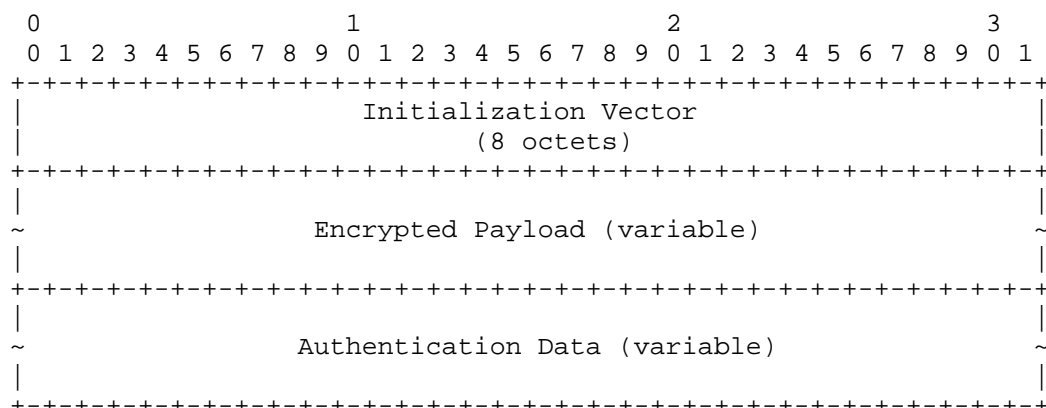 0                   1                   2                   3
 0 1 2 3 4 5 6 7 8 9 0 1 2 3 4 5 6 7 8 9 0 1 2 3 4 5 6 7 8 9 0 1
+-+-+-+-+-+-+-+-+-+-+-+-+-+-+-+-+-+-+-+-+-+-+-+-+-+-+-+-+-+-+-+-+
|                     Initialization Vector                     |
|                            (8 octets)                         |
+-+-+-+-+-+-+-+-+-+-+-+-+-+-+-+-+-+-+-+-+-+-+-+-+-+-+-+-+-+-+-+-+
|                                                               |
~                  Encrypted Payload (variable)                 ~
|                                                               |
+-+-+-+-+-+-+-+-+-+-+-+-+-+-+-+-+-+-+-+-+-+-+-+-+-+-+-+-+-+-+-+-+
|                                                               |
~                 Authentication Data (variable)                ~
|                                                               |
+-+-+-+-+-+-+-+-+-+-+-+-+-+-+-+-+-+-+-+-+-+-+-+-+-+-+-+-+-+-+-+-+